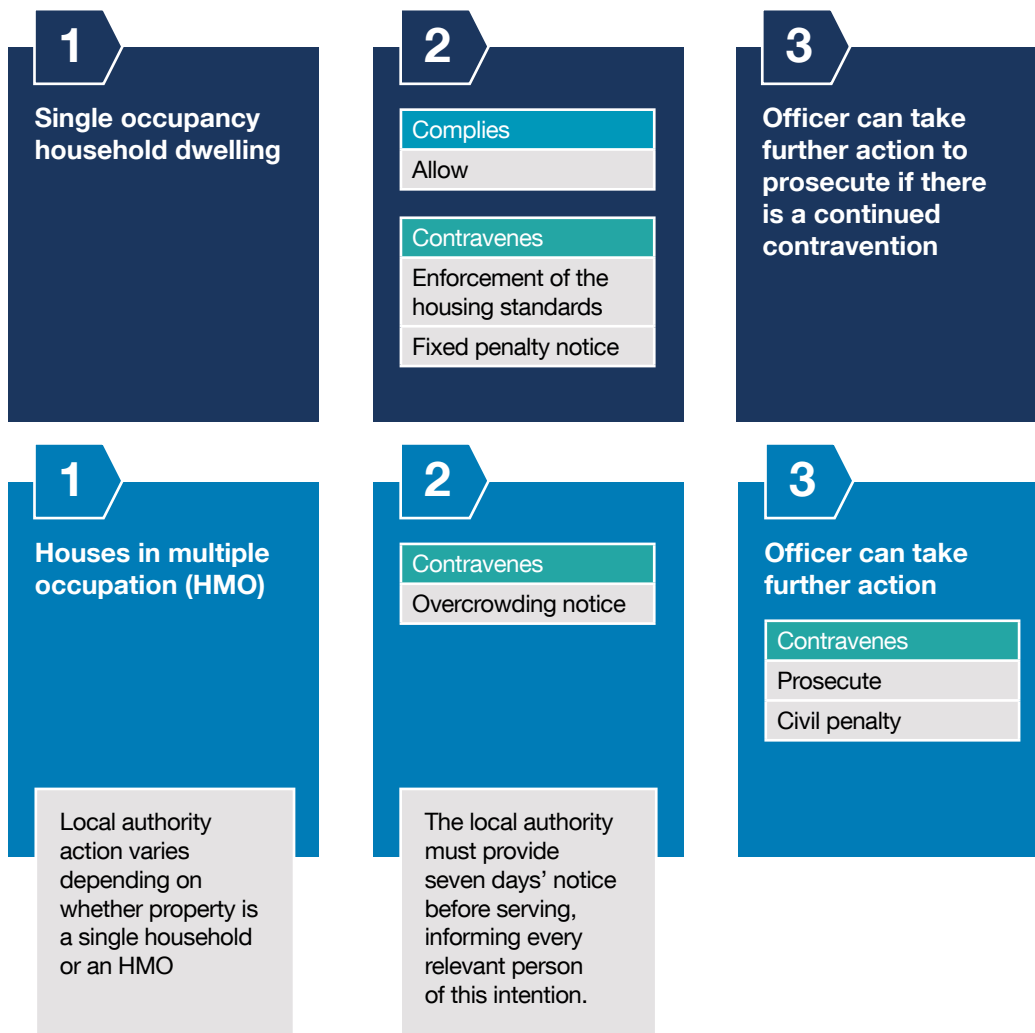 1
Single occupancy
household dwelling
2
Complies
Allow
Contravenes
Enforcement of the
housing standards
Fixed penalty notice
3
Officer can take
further action to
prosecute if there
is a continued
contravention
1
Houses in multiple
occupation (HMO)
Local authority
action varies
depending on
whether property is
a single household
or an HMO
2
Contravenes
Overcrowding notice
The local authority
must provide
seven days’ notice
before serving,
informing every
relevant person
of this intention.
3
Officer can take
further action
Contravenes
Prosecute
Civil penalty